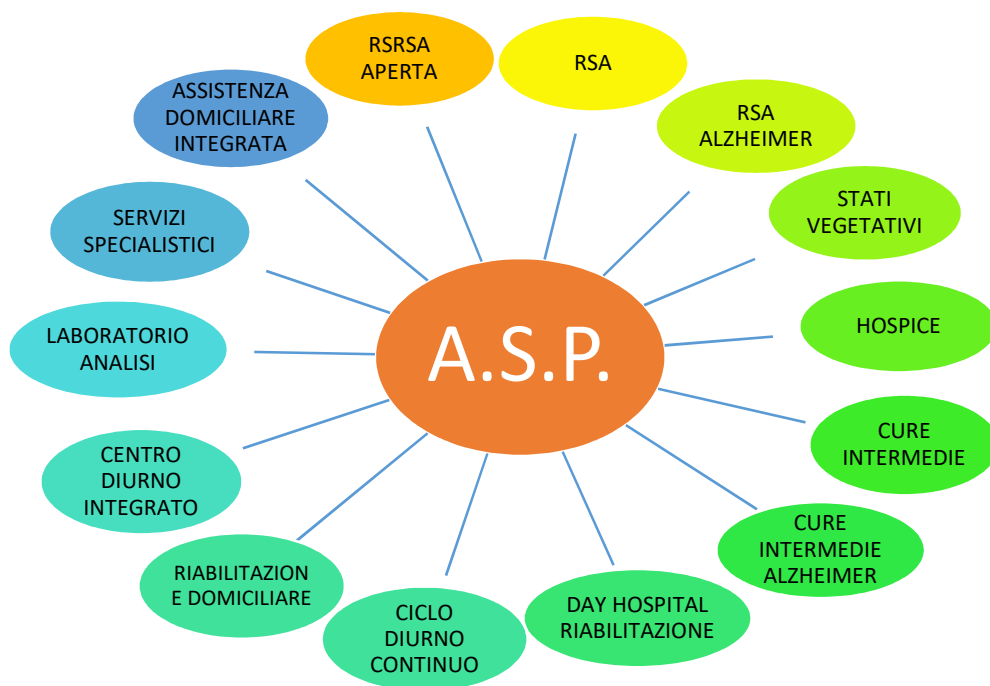 RSRSA
APERTA
RSA
RSA
ALZHEIMER
STATI
VEGETATIVI
HOSPICE
CURE
INTERMEDIE
CURE
INTERMEDIE
ALZHEIMER
DAY HOSPITAL
RIABILITAZIONE
CICLO
DIURNO
CONTINUO
RIABILITAZION
E DOMICILIARE
CENTRO
DIURNO
INTEGRATO
LABORATORIO
ANALISI
SERVIZI
SPECIALISTICI
ASSISTENZA
DOMICILIARE
INTEGRATA
A.S.P.